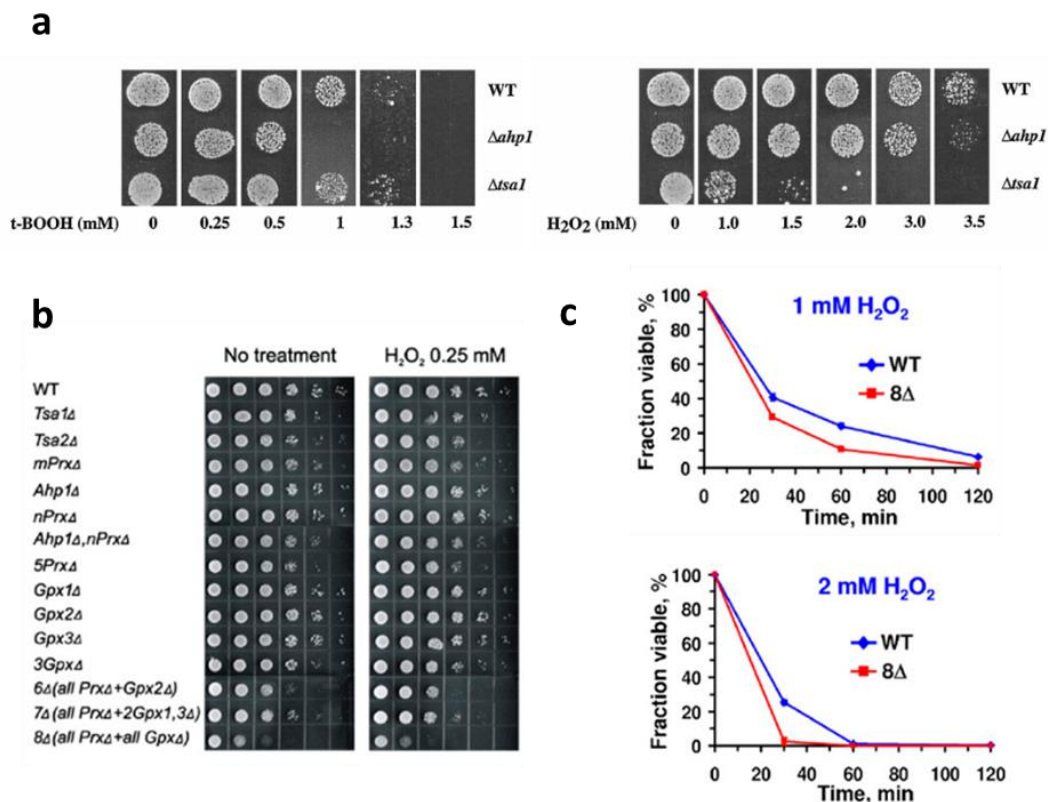 a
WT
Δahp1
Δtsa1
t-BOOH (mM) 0 0.25 0.5 1 1.3 1.5
WT
Δahp1
Δtsa1
H₂O₂ (mM) 0 1.0 1.5 2.0 3.0 3.5
b
No treatment H₂O₂ 0.25 mM
WT
Tsa1Δ
Tsa2Δ
mPrxΔ
Ahp1Δ
nPrxΔ
Ahp1Δ,nPrxΔ
5PrxΔ
Gpx1Δ
Gpx2Δ
Gpx3Δ
3GpxΔ
6Δ(all PrxΔ+Gpx2Δ)
7Δ(all PrxΔ+2Gpx1,3Δ)
8Δ(all PrxΔ+all GpxΔ)
c
1 mM H₂O₂
WT
8Δ
Fraction viable, %
100
80
60
40
20
0
0 20 40 60 80 100 120
Time, min
2 mM H₂O₂
WT
8Δ
Fraction viable, %
100
80
60
40
20
0
0 20 40 60 80 100 120
Time, min